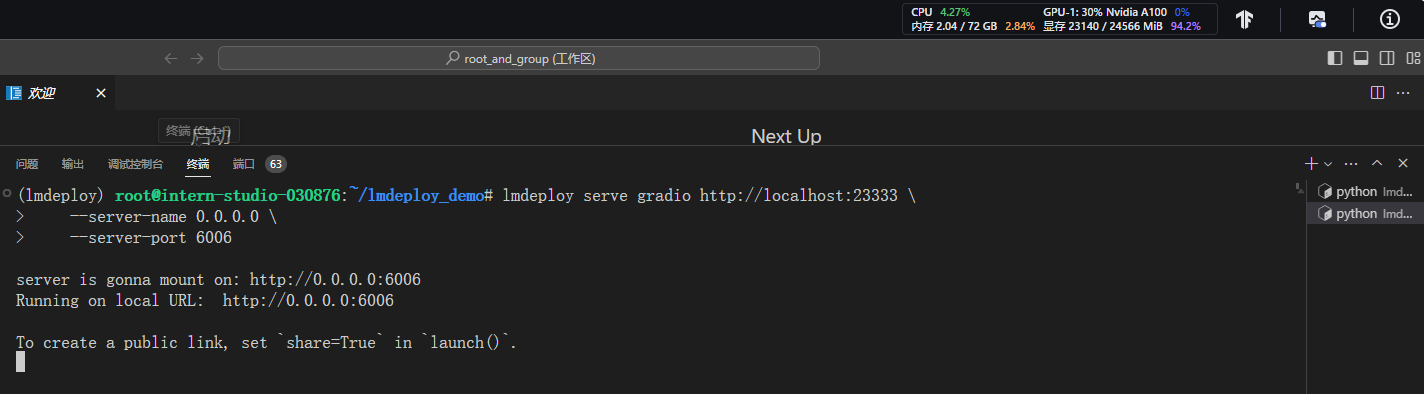 CPU 4.27% GPU-1: 30% Nvidia A100 0%
内存 2.04 / 72 GB 2.84% 显存 23140 / 24566 MiB 94.2%
root_and_group (工作区)
欢迎
启动 Next Up
问题 输出 调试控制台 终端 端口 63
(lmdeploy) root@intern-studio-030876:~/lmdeploy_demo# lmdeploy serve gradio http://localhost:23333 \
> --server-name 0.0.0.0 \
> --server-port 6006
server is gonna mount on: http://0.0.0.0:6006
Running on local URL: http://0.0.0.0:6006
To create a public link, set `share=True` in `launch()`.
python lmd...
python lmd...